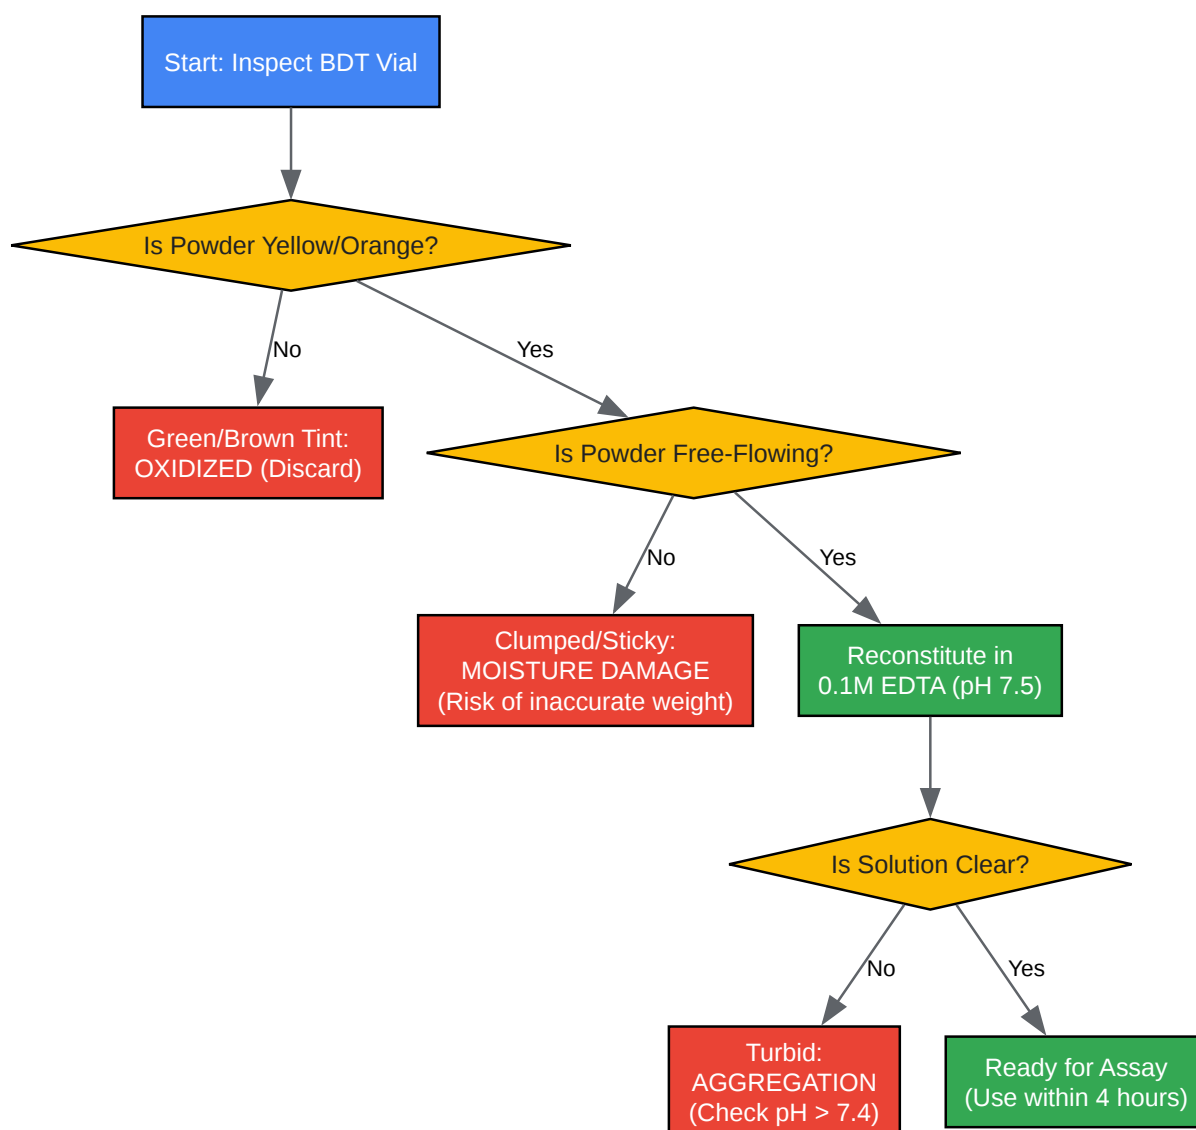 Start: Inspect BDT Vial
Is Powder Yellow/Orange?
No
Yes
Green/Brown Tint:
OXIDIZED (Discard)
Is Powder Free-Flowing?
No
Yes
Clumped/Sticky:
MOISTURE DAMAGE
(Risk of inaccurate weight)
Reconstitute in
0.1M EDTA (pH 7.5)
Is Solution Clear?
No
Yes
Turbid:
AGGREGATION
(Check pH > 7.4)
Ready for Assay
(Use within 4 hours)